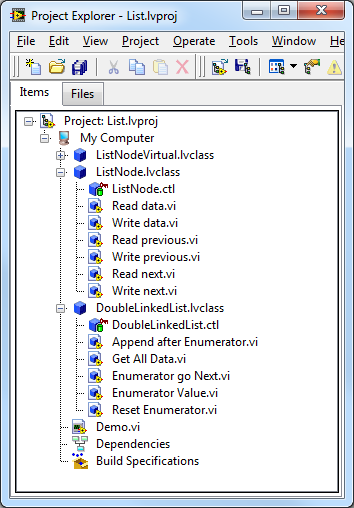 Project Explorer - List.lvproj
File Edit View Project Operate Tools Window He
Items Files
Project: List.lvproj
My Computer
ListNodeVirtual.lvclass
ListNode.lvclass
ListNode.ctl
Read data.vi
Write data.vi
Read previous.vi
Write previous.vi
Read next.vi
Write next.vi
DoubleLinkedList.lvclass
DoubleLinkedList.ctl
Append after Enumerator.vi
Get All Data.vi
Enumerator go Next.vi
Enumerator Value.vi
Reset Enumerator.vi
Demo.vi
Dependencies
Build Specifications